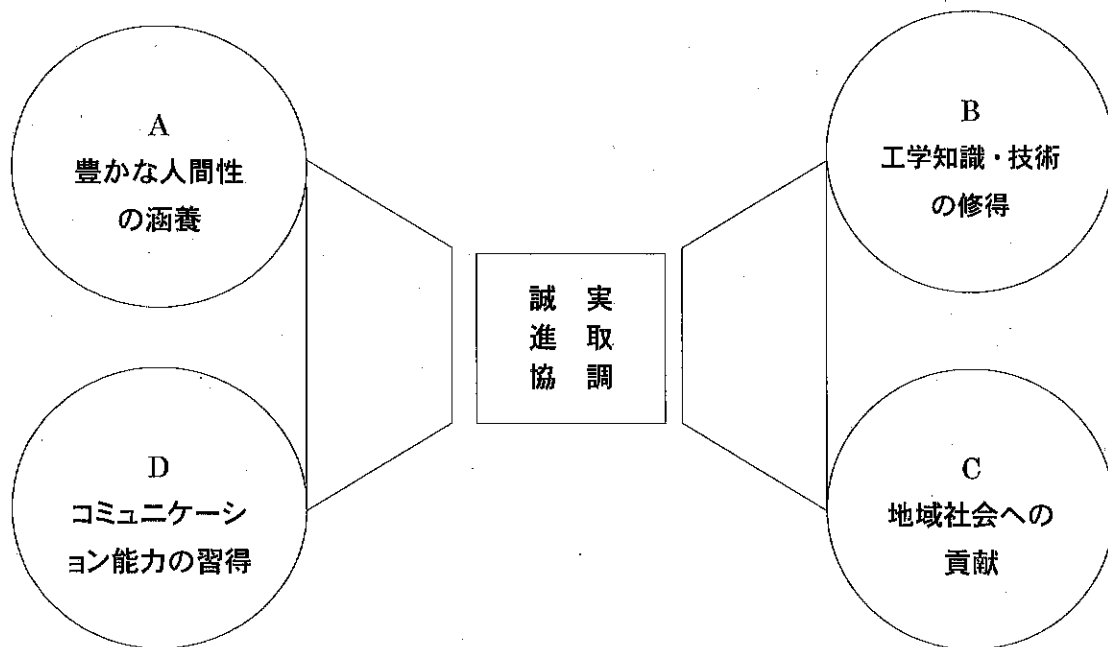 A
豊かな人間性
の涵養
B
工学知識・技術
の修得
誠 実
進 取
協 調
D
コミュニケーシ
ョン能力の習得
C
地域社会への
貢献